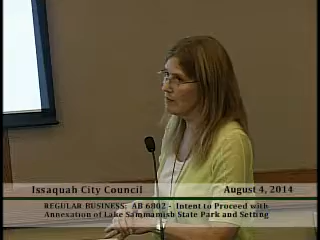 Issaquah City Council
August 4, 2014
REGULAR BUSINESS: AB 6802 - Intent to Proceed with
Annexation of Lake Sammamish State Park and Setting